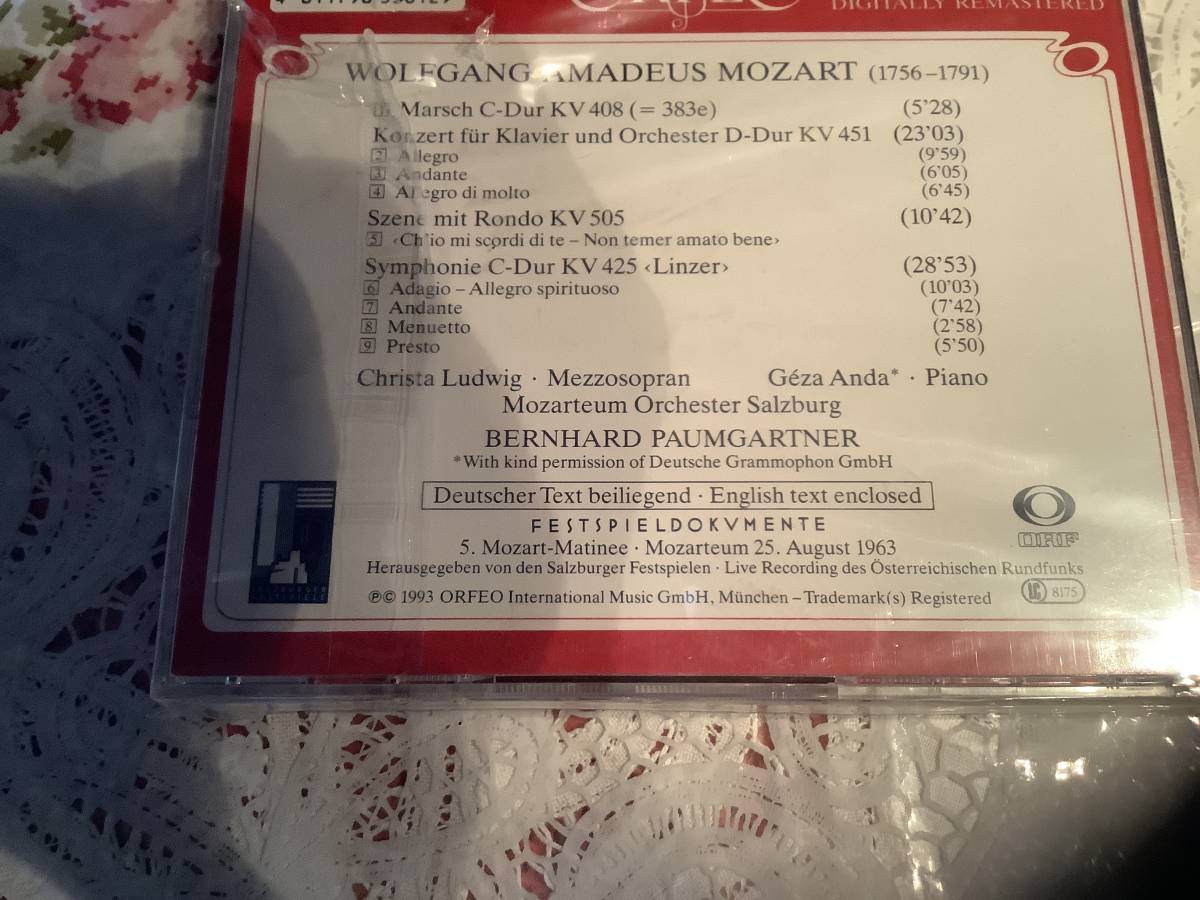 DIGITALLY REMASTERED
WOLFGANG AMADEUS MOZART (1756–1791)
1 Marsch C-Dur KV 408 (= 383e) (5'28)
Konzert für Klavier und Orchester D-Dur KV 451 (23'03)
2 Allegro (9'59)
3 Andante (6'05)
4 Allegro di molto (6'45)
Szene mit Rondo KV 505 (10'42)
5 ‹Ch'io mi scordi di te – Non temer amato bene›
Symphonie C-Dur KV 425 ‹Linzer› (28'53)
6 Adagio – Allegro spirituoso (10'03)
7 Andante (7'42)
8 Menuetto (2'58)
9 Presto (5'50)
Christa Ludwig · Mezzosopran Géza Anda* · Piano
Mozarteum Orchester Salzburg
BERNHARD PAUMGARTNER
*With kind permission of Deutsche Grammophon GmbH
Deutscher Text beiliegend · English text enclosed
FESTSPIELDOKVMENTE
5. Mozart-Matinee · Mozarteum 25. August 1963
ORF
Herausgegeben von den Salzburger Festspielen · Live Recording des Österreichischen Rundfunks
℗© 1993 ORFEO International Music GmbH, München – Trademark(s) Registered
LC 8175